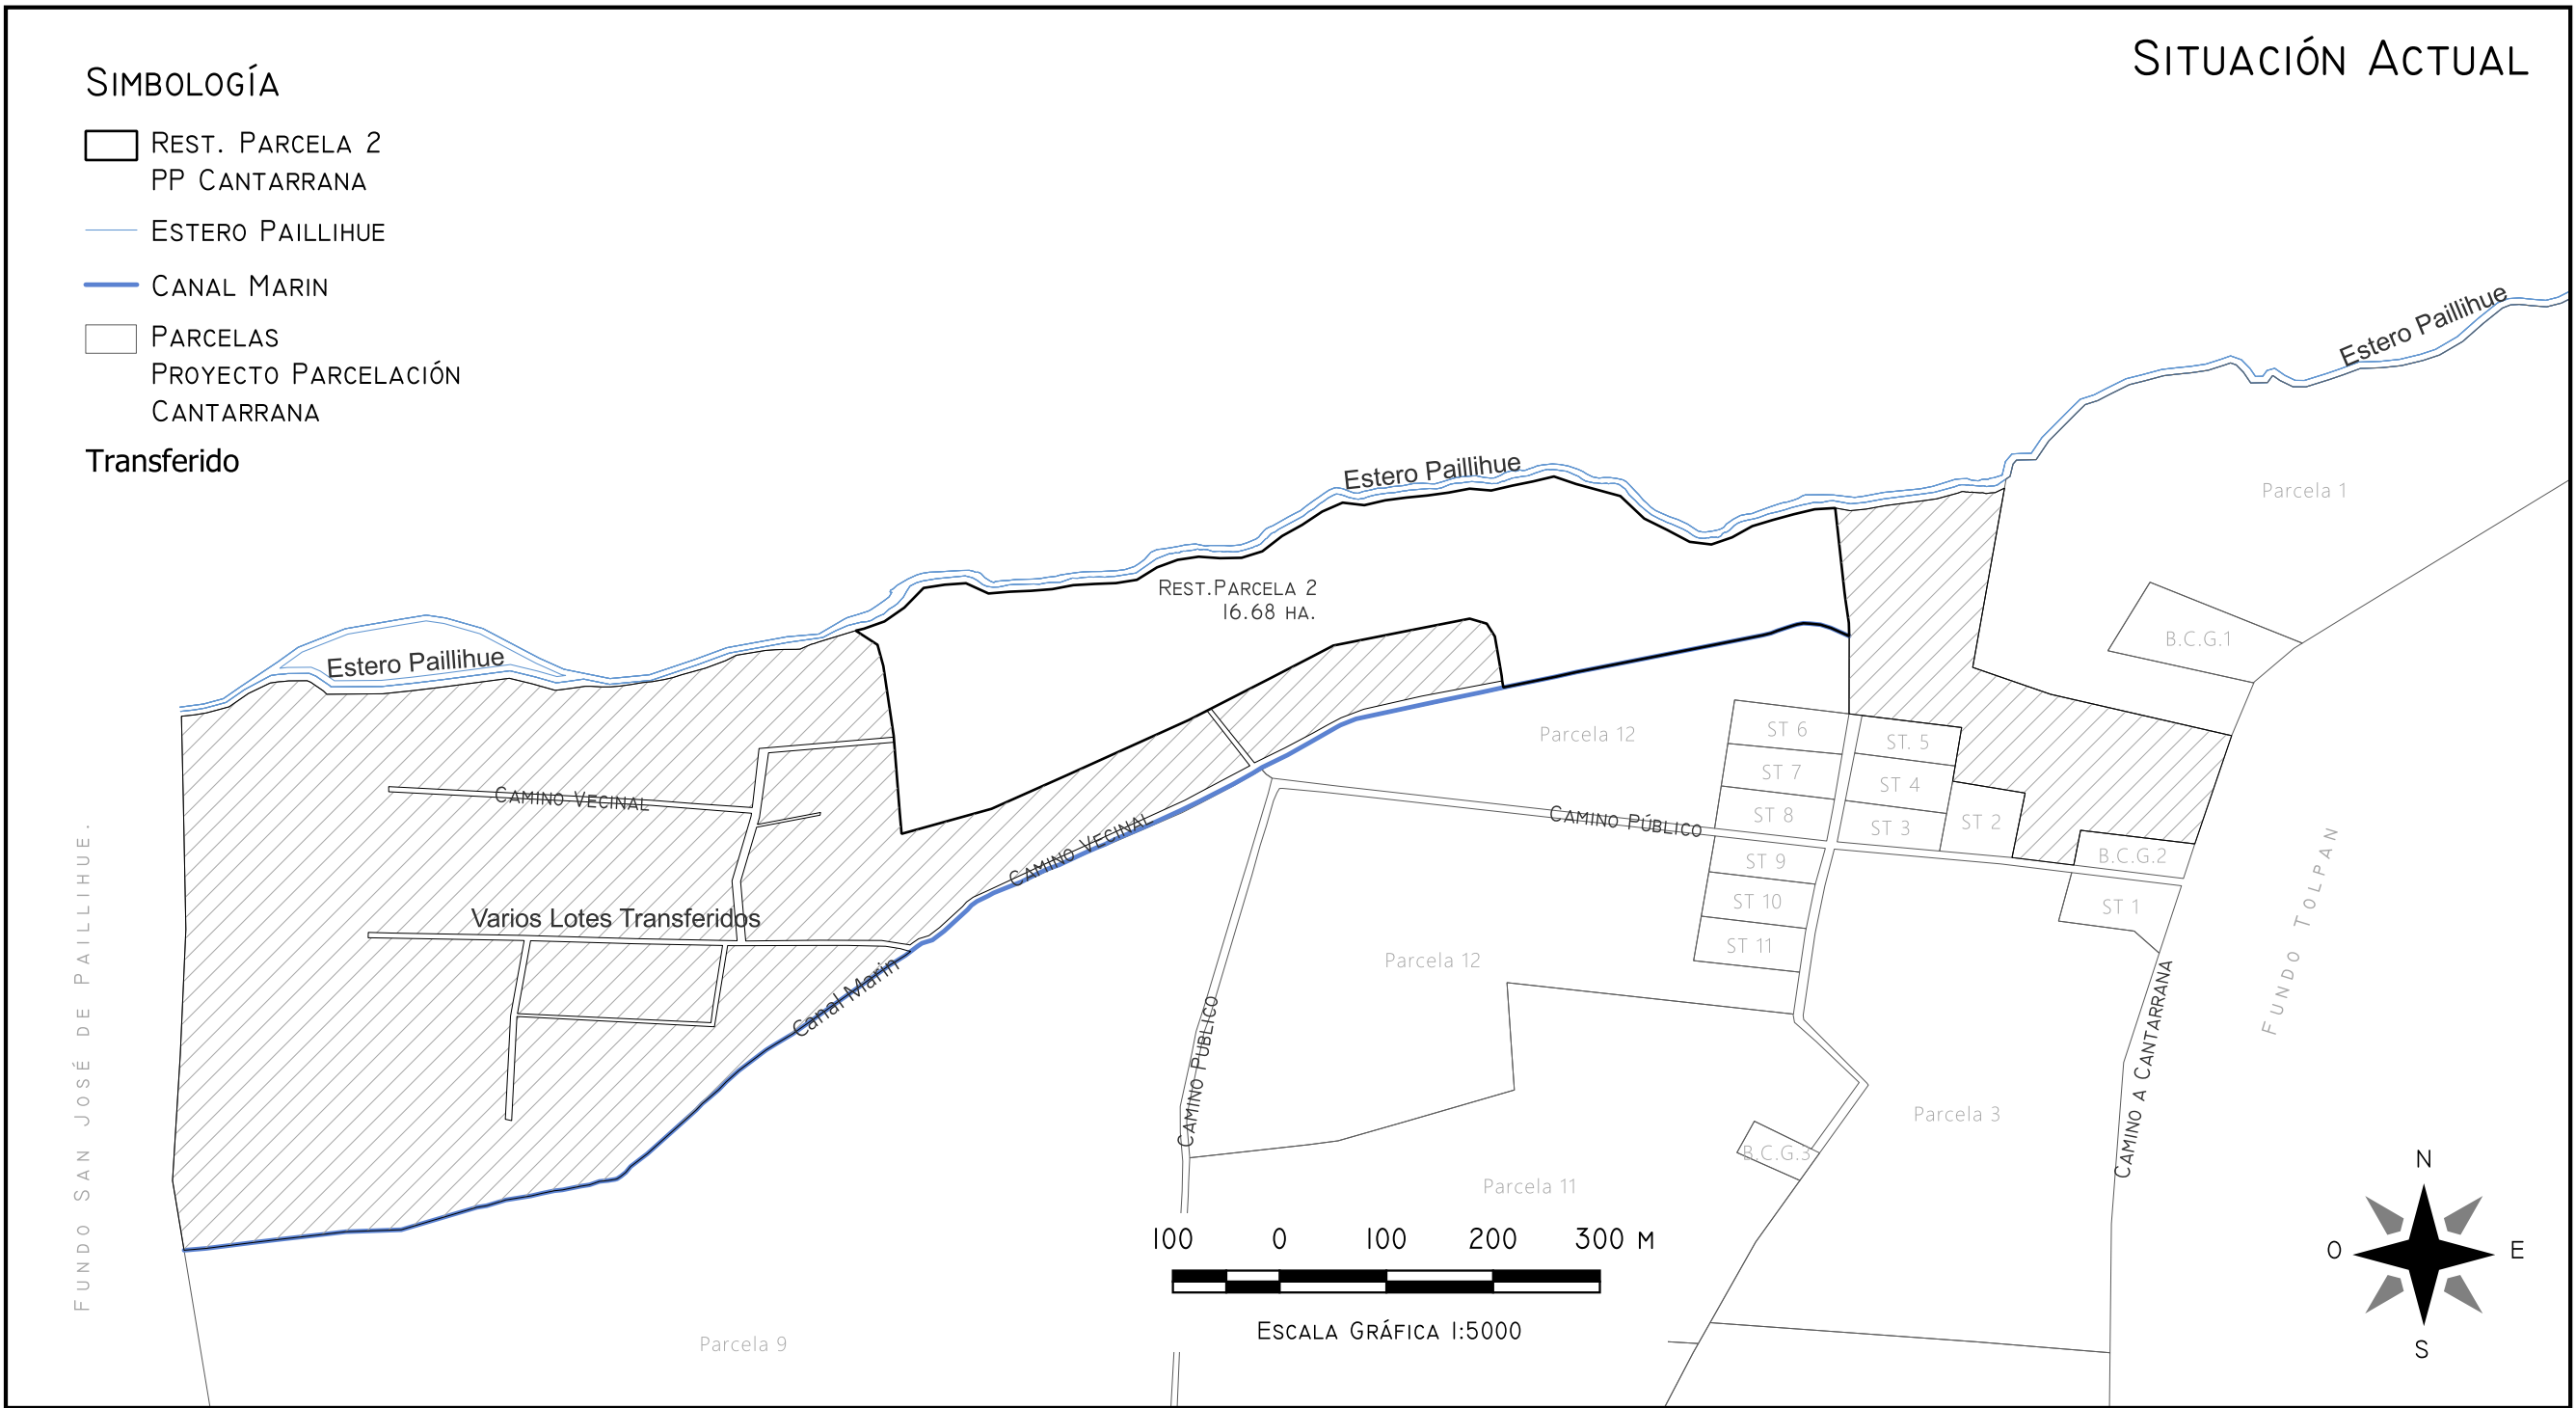 SITUACIÓN ACTUAL
SIMBOLOGÍA
REST. PARCELA 2
PP CANTARRANA
ESTERO PAILLIHUE
CANAL MARIN
PARCELAS
PROYECTO PARCELACIÓN
CANTARRANA
Transferido
Estero Paillihue
Estero Paillihue
Parcela 1
REST.PARCELA 2
16.68 HA.
B.C.G.1
Estero Paillihue
Parcela 12
ST 6
ST. 5
ST 7
ST 4
CAMINO VECINAL
ST 8
ST 3
ST 2
CAMINO PÚBLICO
CAMINO VECINAL
ST 9
B.C.G.2
ST 10
ST 1
Varios Lotes Transferidos
ST 11
Parcela 12
Canal Marin
FUNDO TOLPAN
FUNDO SAN JOSÉ DE PAILLIHUE.
CAMINO PÚBLICO
CAMINO A CANTARRANA
Parcela 3
B.C.G.3
Parcela 11
N
O
E
S
100 0 100 200 300 M
ESCALA GRÁFICA 1:5000
Parcela 9